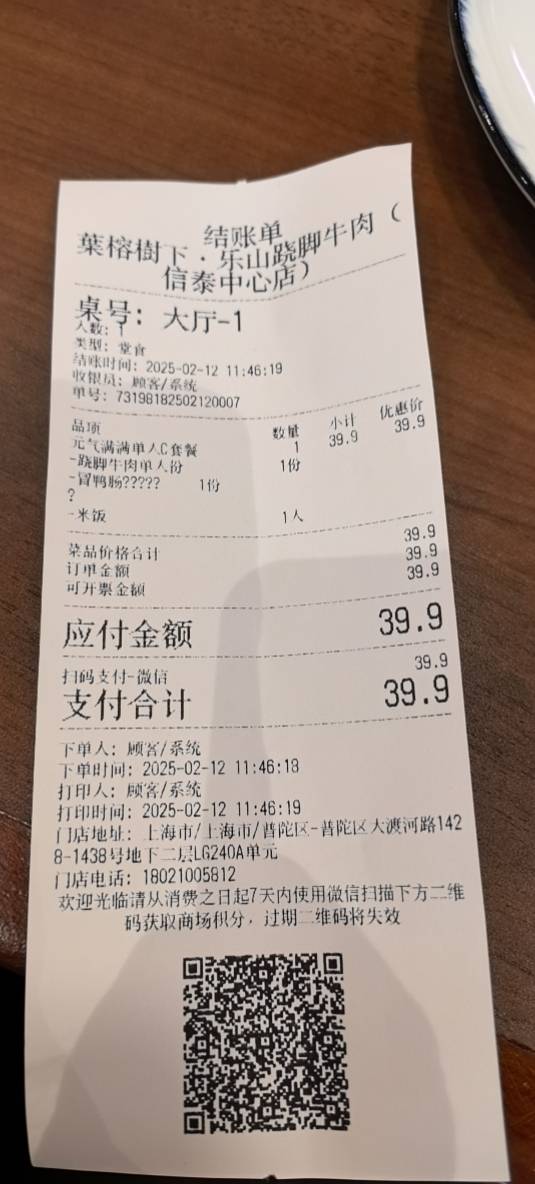 结账单
葉榕樹下·乐山跷脚牛肉（
信泰中心店）
桌号: 大厅-1
人数: 1
类型: 堂食
结账时间: 2025-02-12 11:46:19
收银员: 顾客/系统
单号: 73198182502120007
品项 数量 小计 优惠价
元气满满单人C套餐 1 39.9 39.9
-跷脚牛肉单人份 1份
-冒鸭肠????? 1份
?
-米饭 1人
菜品价格合计 39.9
订单金额 39.9
可开票金额 39.9
应付金额 39.9
扫码支付-微信 39.9
支付合计 39.9
下单人: 顾客/系统
下单时间: 2025-02-12 11:46:18
打印人: 顾客/系统
打印时间: 2025-02-12 11:46:19
门店地址: 上海市/上海市/普陀区-普陀区大渡河路142
8-1438号地下二层LG240A单元
门店电话: 18021005812
欢迎光临请从消费之日起7天内使用微信扫描下方二维
码获取商场积分，过期二维码将失效